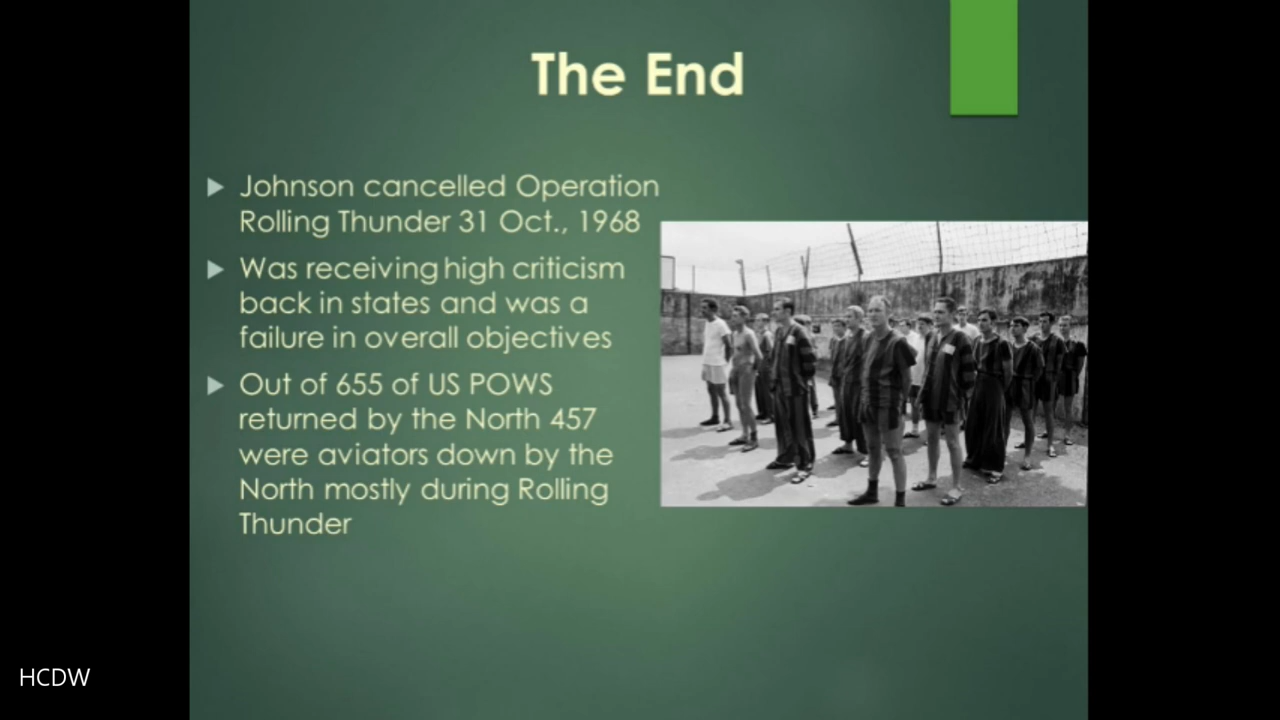 The End
Johnson cancelled Operation
Rolling Thunder 31 Oct., 1968
Was receiving high criticism
back in states and was a
failure in overall objectives
Out of 655 of US POWS
returned by the North 457
were aviators down by the
North mostly during Rolling
Thunder
HCDW